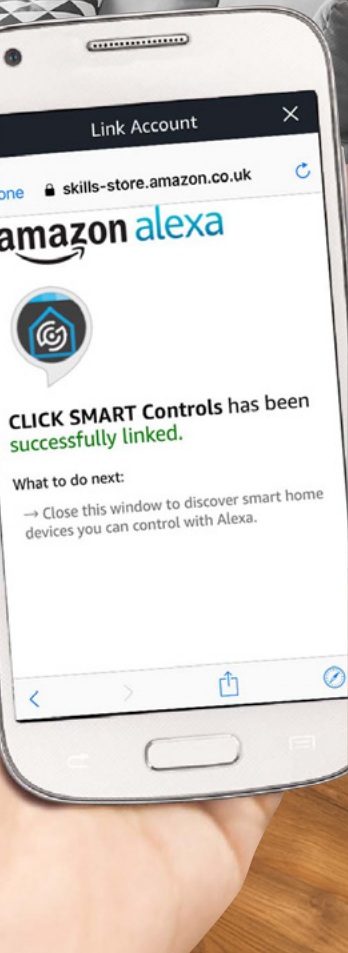 Link Account
one skills-store.amazon.co.uk
amazon alexa
CLICK SMART Controls has been
successfully linked.
What to do next:
→ Close this window to discover smart home
devices you can control with Alexa.